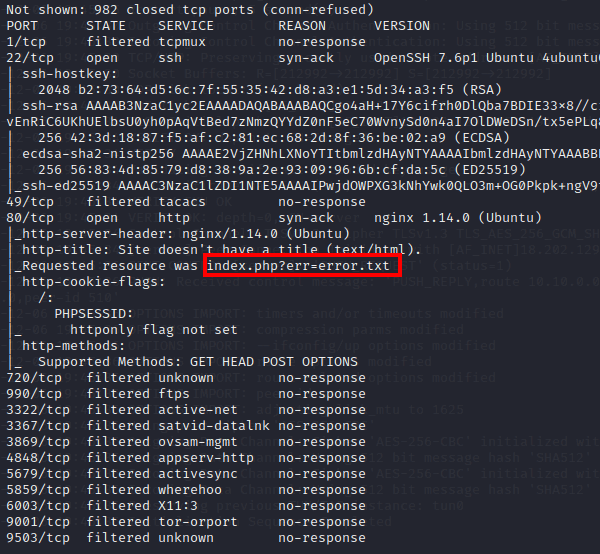 Not shown: 982 closed tcp ports (conn-refused)
PORT STATE SERVICE REASON VERSION
1/tcp filtered tcpmux no-response
22/tcp open ssh syn-ack OpenSSH 7.6p1 Ubuntu 4ubuntu0
| ssh-hostkey:
| 2048 b2:73:64:d5:6c:7f:55:35:42:d8:a3:e1:5d:34:a3:f5 (RSA)
| ssh-rsa AAAAB3NzaC1yc2EAAAADAQABAAABAQCgo4aH+17Y6cifrh0DlQba7BDIE33×8//ci
vEnRiC6UKhUElbsU0yh0pAqVtBed7zNmzQYYdZ0nF5eC70WvnySd0n4aI7OlDWeDSn/tx5ePLq8
| 256 42:3d:18:87:f5:af:c2:81:ec:68:2d:8f:36:be:02:a9 (ECDSA)
| ecdsa-sha2-nistp256 AAAAE2VjZHNhLXNoYTItbmlzdHAyNTYAAAAIbmlzdHAyNTYAAABBB
| 256 56:83:4d:85:79:d8:38:9a:2e:93:09:96:6b:cf:da:5c (ED25519)
|_ssh-ed25519 AAAAC3NzaC1lZDI1NTE5AAAAIPwjdOWPXG3kNhYwk0QLO3m+OG0Pkpk+ngV9
49/tcp filtered tacacs no-response
80/tcp open http syn-ack nginx 1.14.0 (Ubuntu)
|_http-server-header: nginx/1.14.0 (Ubuntu)
| http-title: Site doesn't have a title (text/html).
|_Requested resource was index.php?err=error.txt
| http-cookie-flags:
| /:
| PHPSESSID:
|_ httponly flag not set
| http-methods:
|_ Supported Methods: GET HEAD POST OPTIONS
720/tcp filtered unknown no-response
990/tcp filtered ftps no-response
3322/tcp filtered active-net no-response
3367/tcp filtered satvid-datalnk no-response
3869/tcp filtered ovsam-mgmt no-response
4848/tcp filtered appserv-http no-response
5679/tcp filtered activesync no-response
5859/tcp filtered wherehoo no-response
6003/tcp filtered X11:3 no-response
9001/tcp filtered tor-orport no-response
9503/tcp filtered unknown no-response